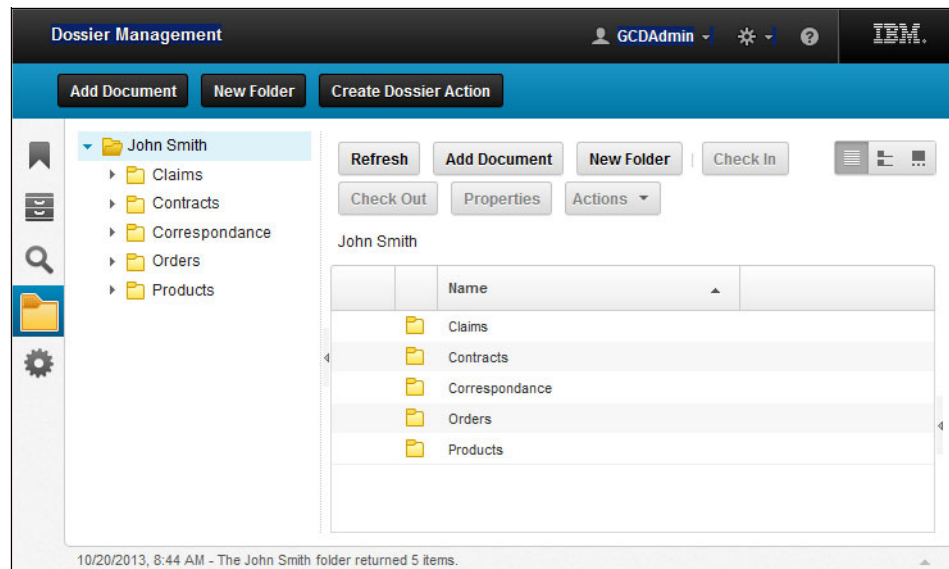 Dossier Management GCDAdmin IBM.
Add Document New Folder Create Dossier Action
John Smith
Claims
Contracts
Correspondance
Orders
Products
Refresh Add Document New Folder Check In
Check Out Properties Actions
John Smith
Name
Claims
Contracts
Correspondance
Orders
Products
10/20/2013, 8:44 AM - The John Smith folder returned 5 items.